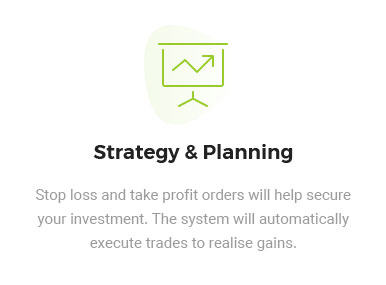 Strategy & Planning
Stop loss and take profit orders will help secure
your investment. The system will automatically
execute trades to realise gains.